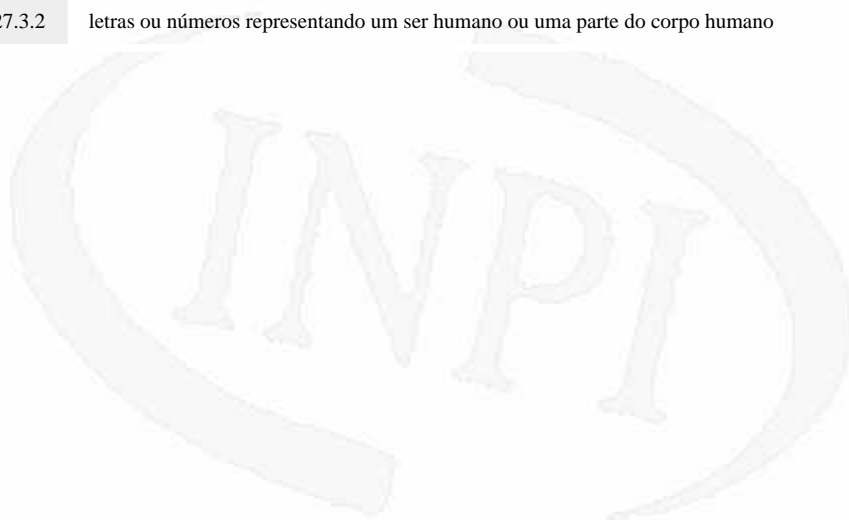 27.3.2 letras ou números representando um ser humano ou uma parte do corpo humano
INPI